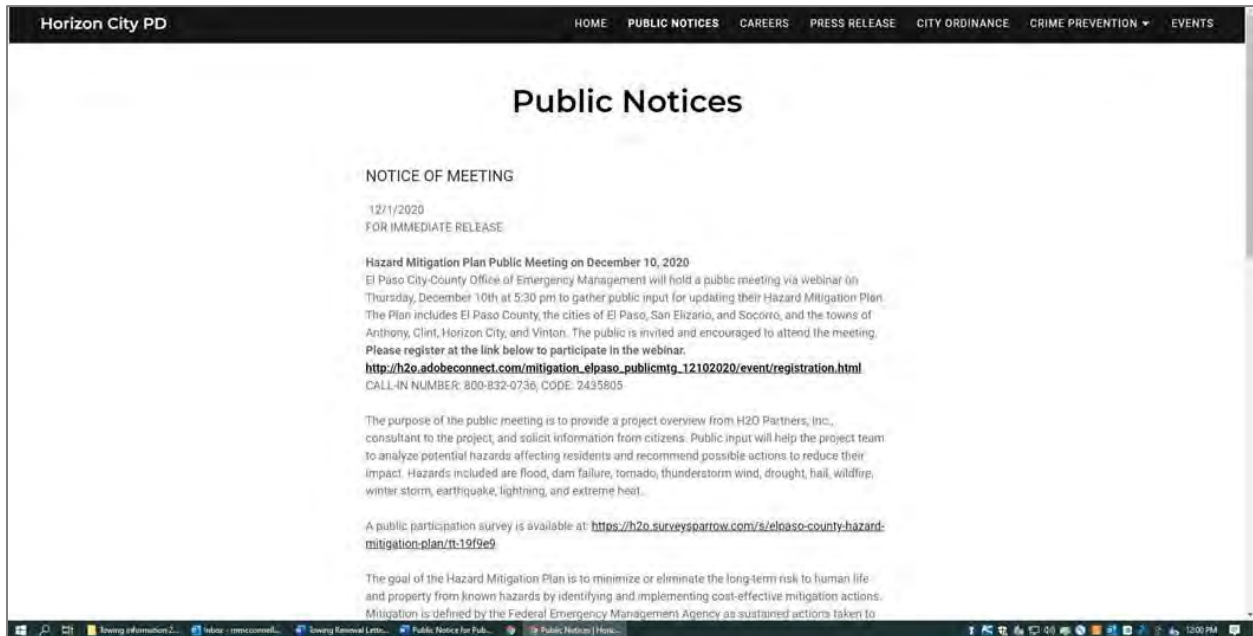 Horizon City PD
HOME PUBLIC NOTICES CAREERS PRESS RELEASE CITY ORDINANCE CRIME PREVENTION EVENTS
Public Notices
NOTICE OF MEETING
12/1/2020
FOR IMMEDIATE RELEASE
Hazard Mitigation Plan Public Meeting on December 10, 2020
El Paso City-County Office of Emergency Management will hold a public meeting via webinar on
Thursday, December 10th at 5:30 pm to gather public input for updating their Hazard Mitigation Plan.
The Plan includes El Paso County, the cities of El Paso, San Elizario, and Socorro, and the towns of
Anthony, Clint, Horizon City, and Vinton. The public is invited and encouraged to attend the meeting.
Please register at the link below to participate in the webinar.
http://h2o.adobeconnect.com/mitigation_elpaso_publicmtg_12102020/event/registration.html
CALL-IN NUMBER: 800-832-0736, CODE: 2435805
The purpose of the public meeting is to provide a project overview from H2O Partners, Inc.,
consultant to the project, and solicit information from citizens. Public input will help the project team
to analyze potential hazards affecting residents and recommend possible actions to reduce their
impact. Hazards included are flood, dam failure, tornado, thunderstorm wind, drought, hail, wildfire,
winter storm, earthquake, lightning, and extreme heat.
A public participation survey is available at: https://h2o.surveysparrow.com/s/elpaso-county-hazard-
mitigation-plan/tt-19f9e9
The goal of the Hazard Mitigation Plan is to minimize or eliminate the long-term risk to human life
and property from known hazards by identifying and implementing cost-effective mitigation actions.
Mitigation is defined by the Federal Emergency Management Agency as sustained actions taken to
Towing information 2... Inbox - mmcconnell... Towing Renewal Lette... Public Notice for Pub... Public Notices | Horiz... 12:00 PM